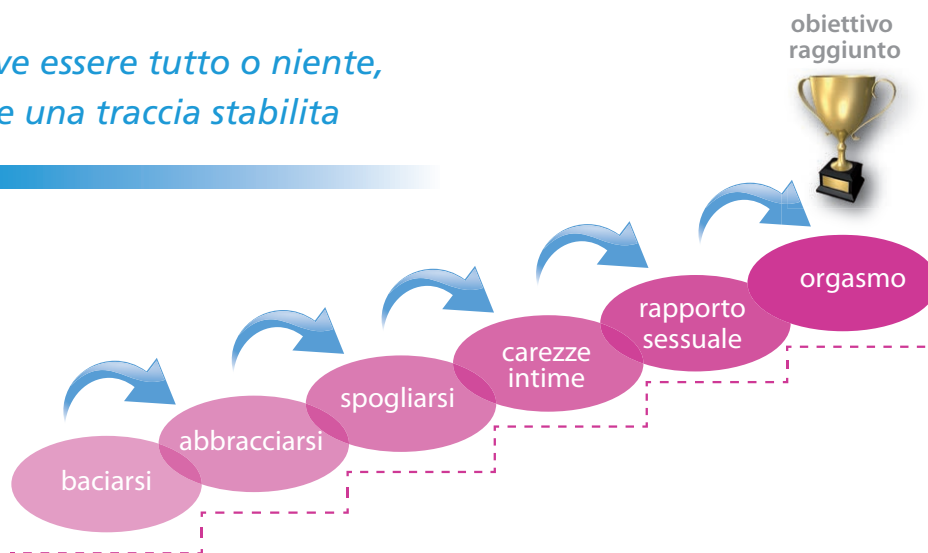 ve essere tutto o niente,
e una traccia stabilita
obiettivo
raggiunto
baciarsi
abbracciarsi
spogliarsi
carezze
intime
rapporto
sessuale
orgasmo